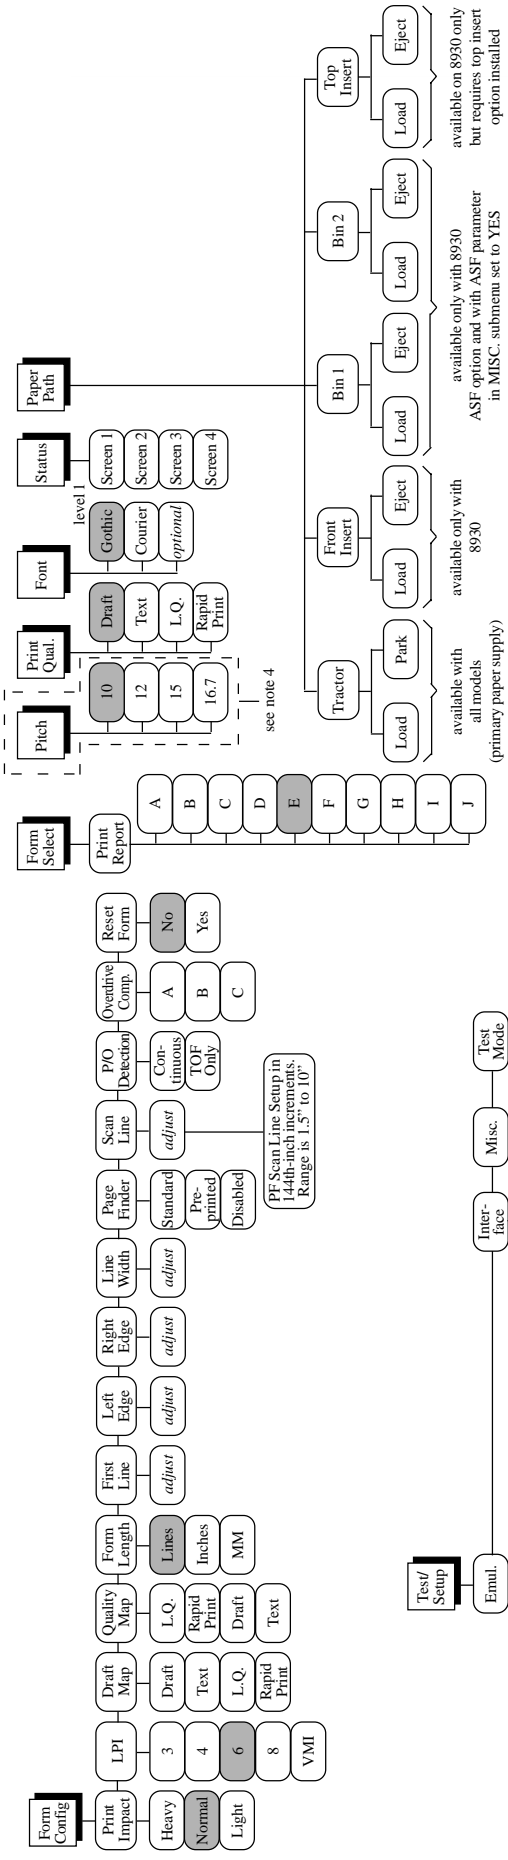 Form
Config
Print
Impact
Heavy
Normal
Light
LPI
3
4
6
8
VMI
Draft
Map
Draft
Text
L.Q.
Rapid
Print
Quality
Map
L.Q.
Rapid
Print
Draft
Text
Form
Length
Lines
Inches
MM
First
Line
adjust
Left
Edge
adjust
Right
Edge
adjust
Line
Width
adjust
Page
Finder
Standard
Pre-
printed
Disabled
Scan
Line
adjust
PF Scan Line Setup in
144th-inch increments.
Range is 1.5” to 10”
P/O
Detection
Con-
tinuous
TOF
Only
Overdrive
Comp.
A
B
C
Reset
Form
No
Yes
Form
Select
Print
Report
A
B
C
D
E
F
G
H
I
J
Pitch
10
12
15
16.7
see note 4
Print
Qual.
Draft
Text
L.Q.
Rapid
Print
Font
level 1
Gothic
Courier
optional
Status
Screen 1
Screen 2
Screen 3
Screen 4
Paper
Path
Tractor
Load
Park
available with
all models
(primary paper supply)
Front
Insert
Load
Eject
available only with
8930
Bin 1
Load
Eject
Bin 2
Load
Eject
available only with 8930
ASF option and with ASF parameter
in MISC. submenu set to YES
Top
Insert
Load
Eject
available on 8930 only
but requires top insert
option installed
Test/
Setup
Emul.
Inter-
face
Misc.
Test
Mode